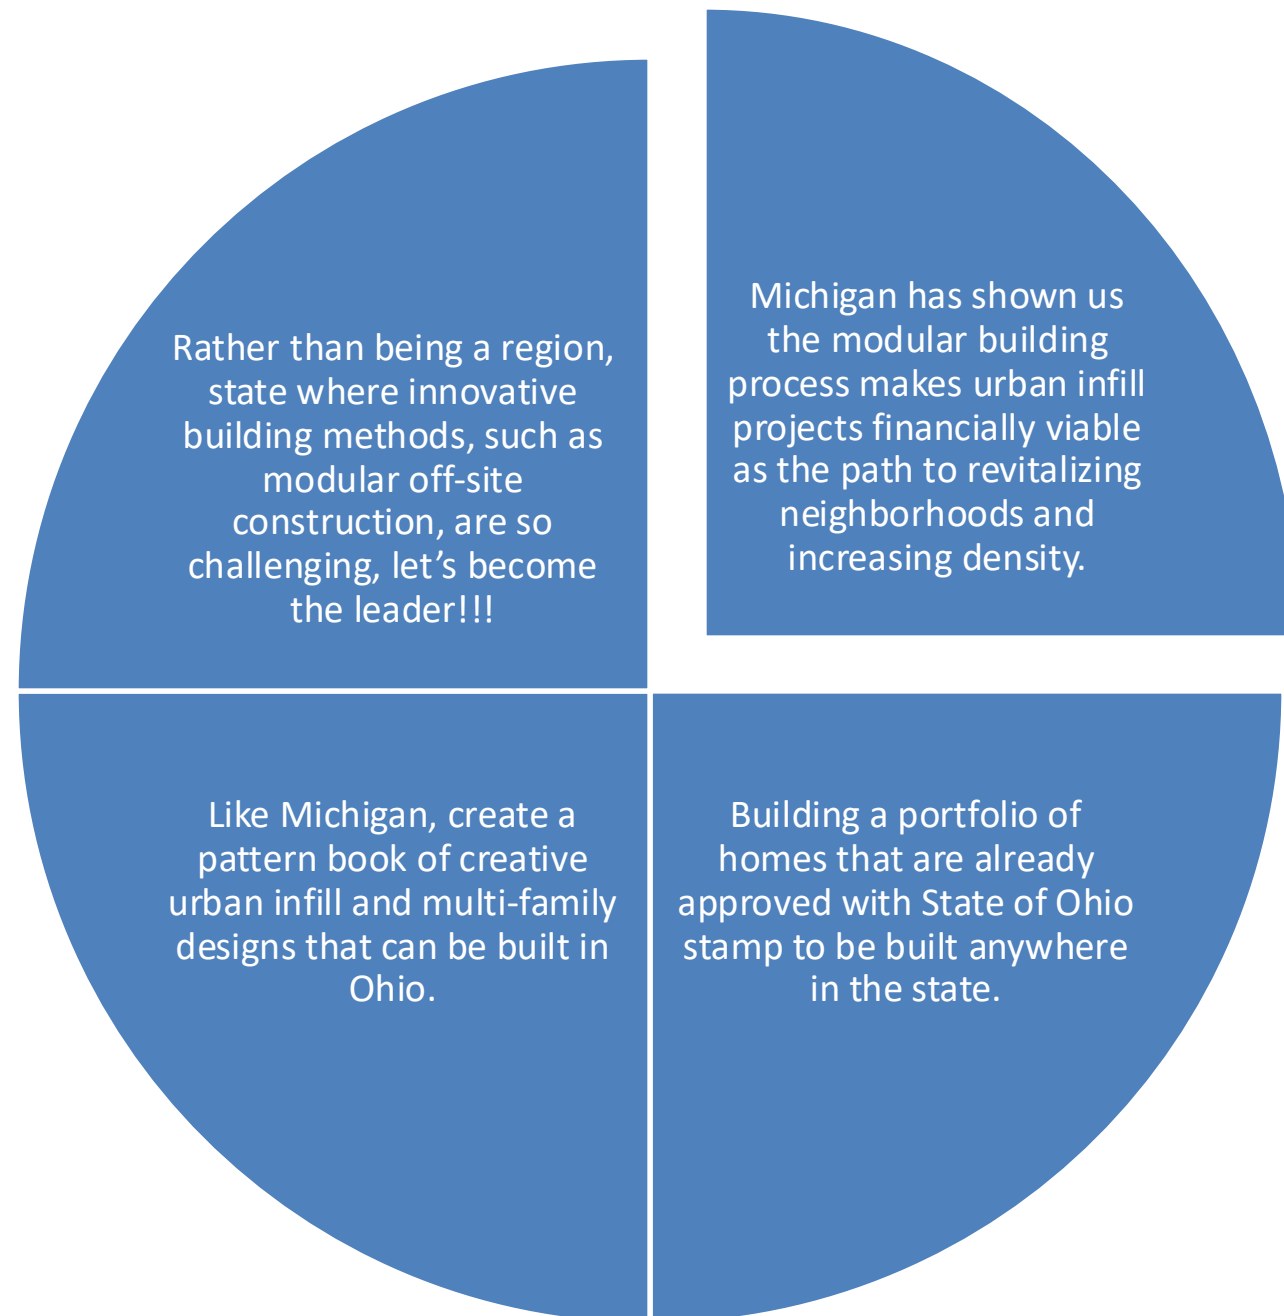 Rather than being a region,
state where innovative
building methods, such as
modular off-site
construction, are so
challenging, let’s become
the leader!!!
Michigan has shown us
the modular building
process makes urban infill
projects financially viable
as the path to revitalizing
neighborhoods and
increasing density.
Like Michigan, create a
pattern book of creative
urban infill and multi-family
designs that can be built in
Ohio.
Building a portfolio of
homes that are already
approved with State of Ohio
stamp to be built anywhere
in the state.